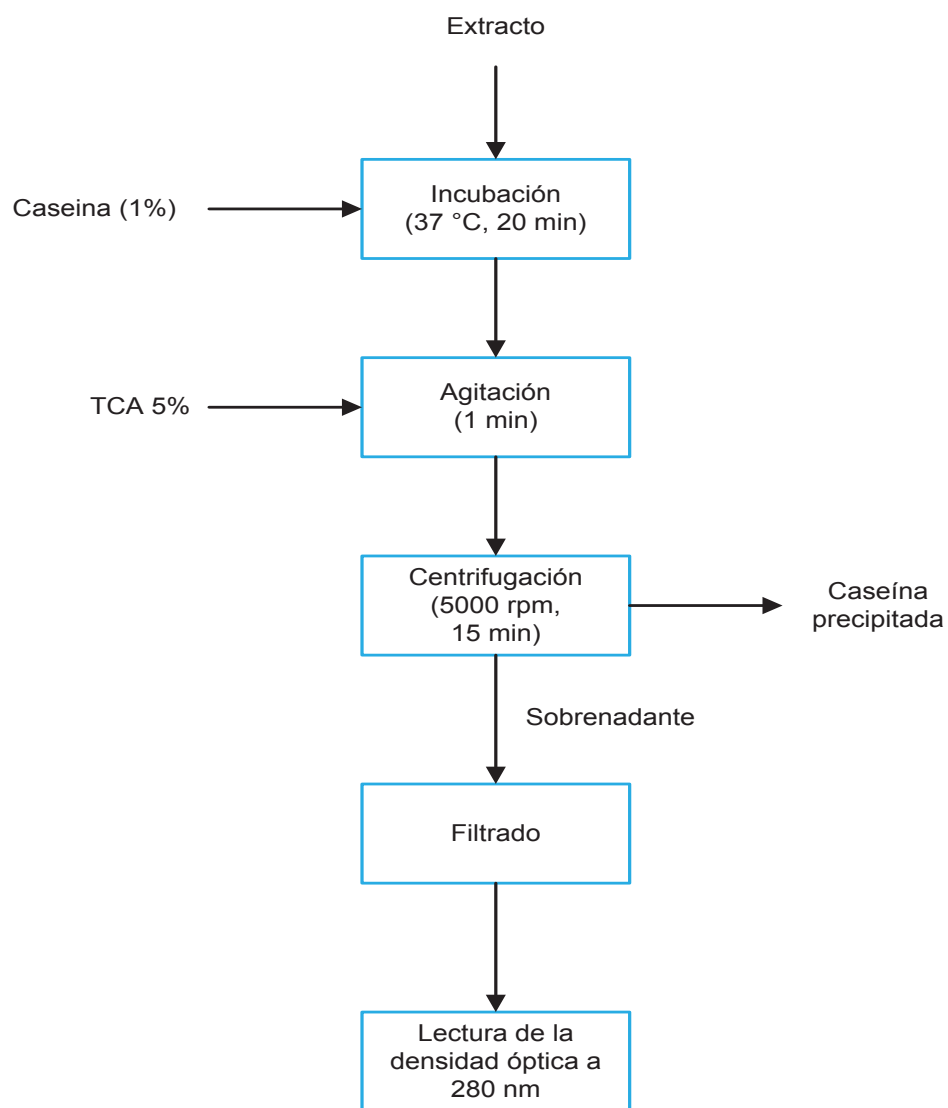 Extracto
Caseina (1%)
Incubación
(37 °C, 20 min)
TCA 5%
Agitación
(1 min)
Centrifugación
(5000 rpm,
15 min)
Caseína
precipitada
Sobrenadante
Filtrado
Lectura de la
densidad óptica a
280 nm